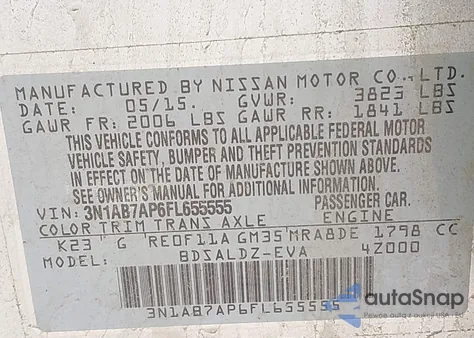 MANUFACTURED BY NISSAN MOTOR CO., LTD.
DATE: 05/15. GVWR: 3823 LBS
GAWR FR: 2006 LBS GAWR RR: 1841 LBS
THIS VEHICLE CONFORMS TO ALL APPLICABLE FEDERAL MOTOR
VEHICLE SAFETY, BUMPER AND THEFT PREVENTION STANDARDS
IN EFFECT ON THE DATE OF MANUFACTURE SHOWN ABOVE.
SEE OWNER'S MANUAL FOR ADDITIONAL INFORMATION.
VIN: 3N1AB7AP6FL655555 PASSENGER CAR.
COLOR TRIM TRANS AXLE ENGINE
K23 G RE0F11A GM35 MRA8DE 1798 CC
BDSALDZ-EVA 4Z000
3N1AB7AP6FL655555
autoSnap